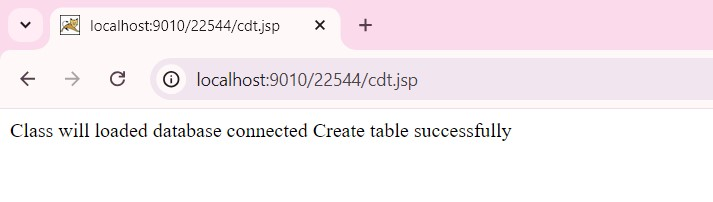 localhost:9010/22544/cdt.jsp
localhost:9010/22544/cdt.jsp
Class will loaded database connected Create table successfully